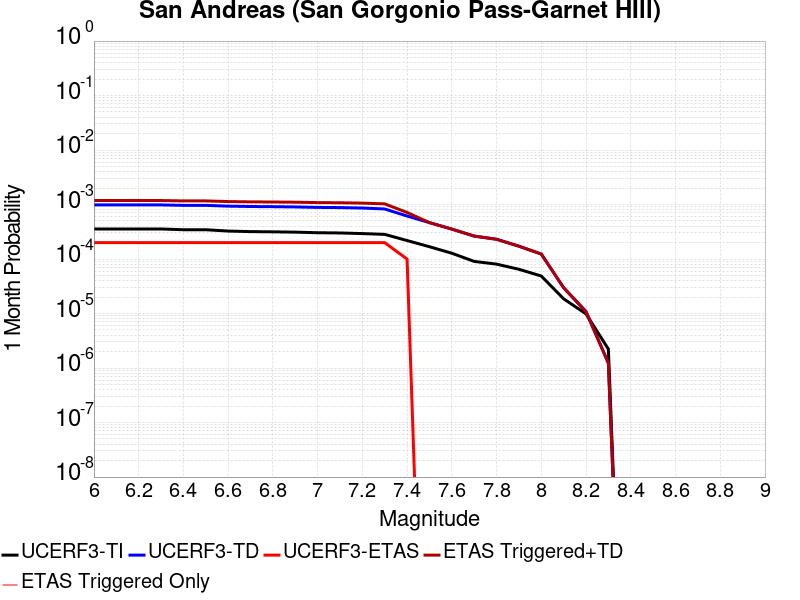 San Andreas (San Gorgonio Pass-Garnet HIll)
10^0
10^-1
10^-2
10^-3
10^-4
10^-5
10^-6
10^-7
10^-8
1 Month Probability
6 6.2 6.4 6.6 6.8 7 7.2 7.4 7.6 7.8 8 8.2 8.4 8.6 8.8 9
Magnitude
UCERF3-TI UCERF3-TD UCERF3-ETAS ETAS Triggered+TD
ETAS Triggered Only